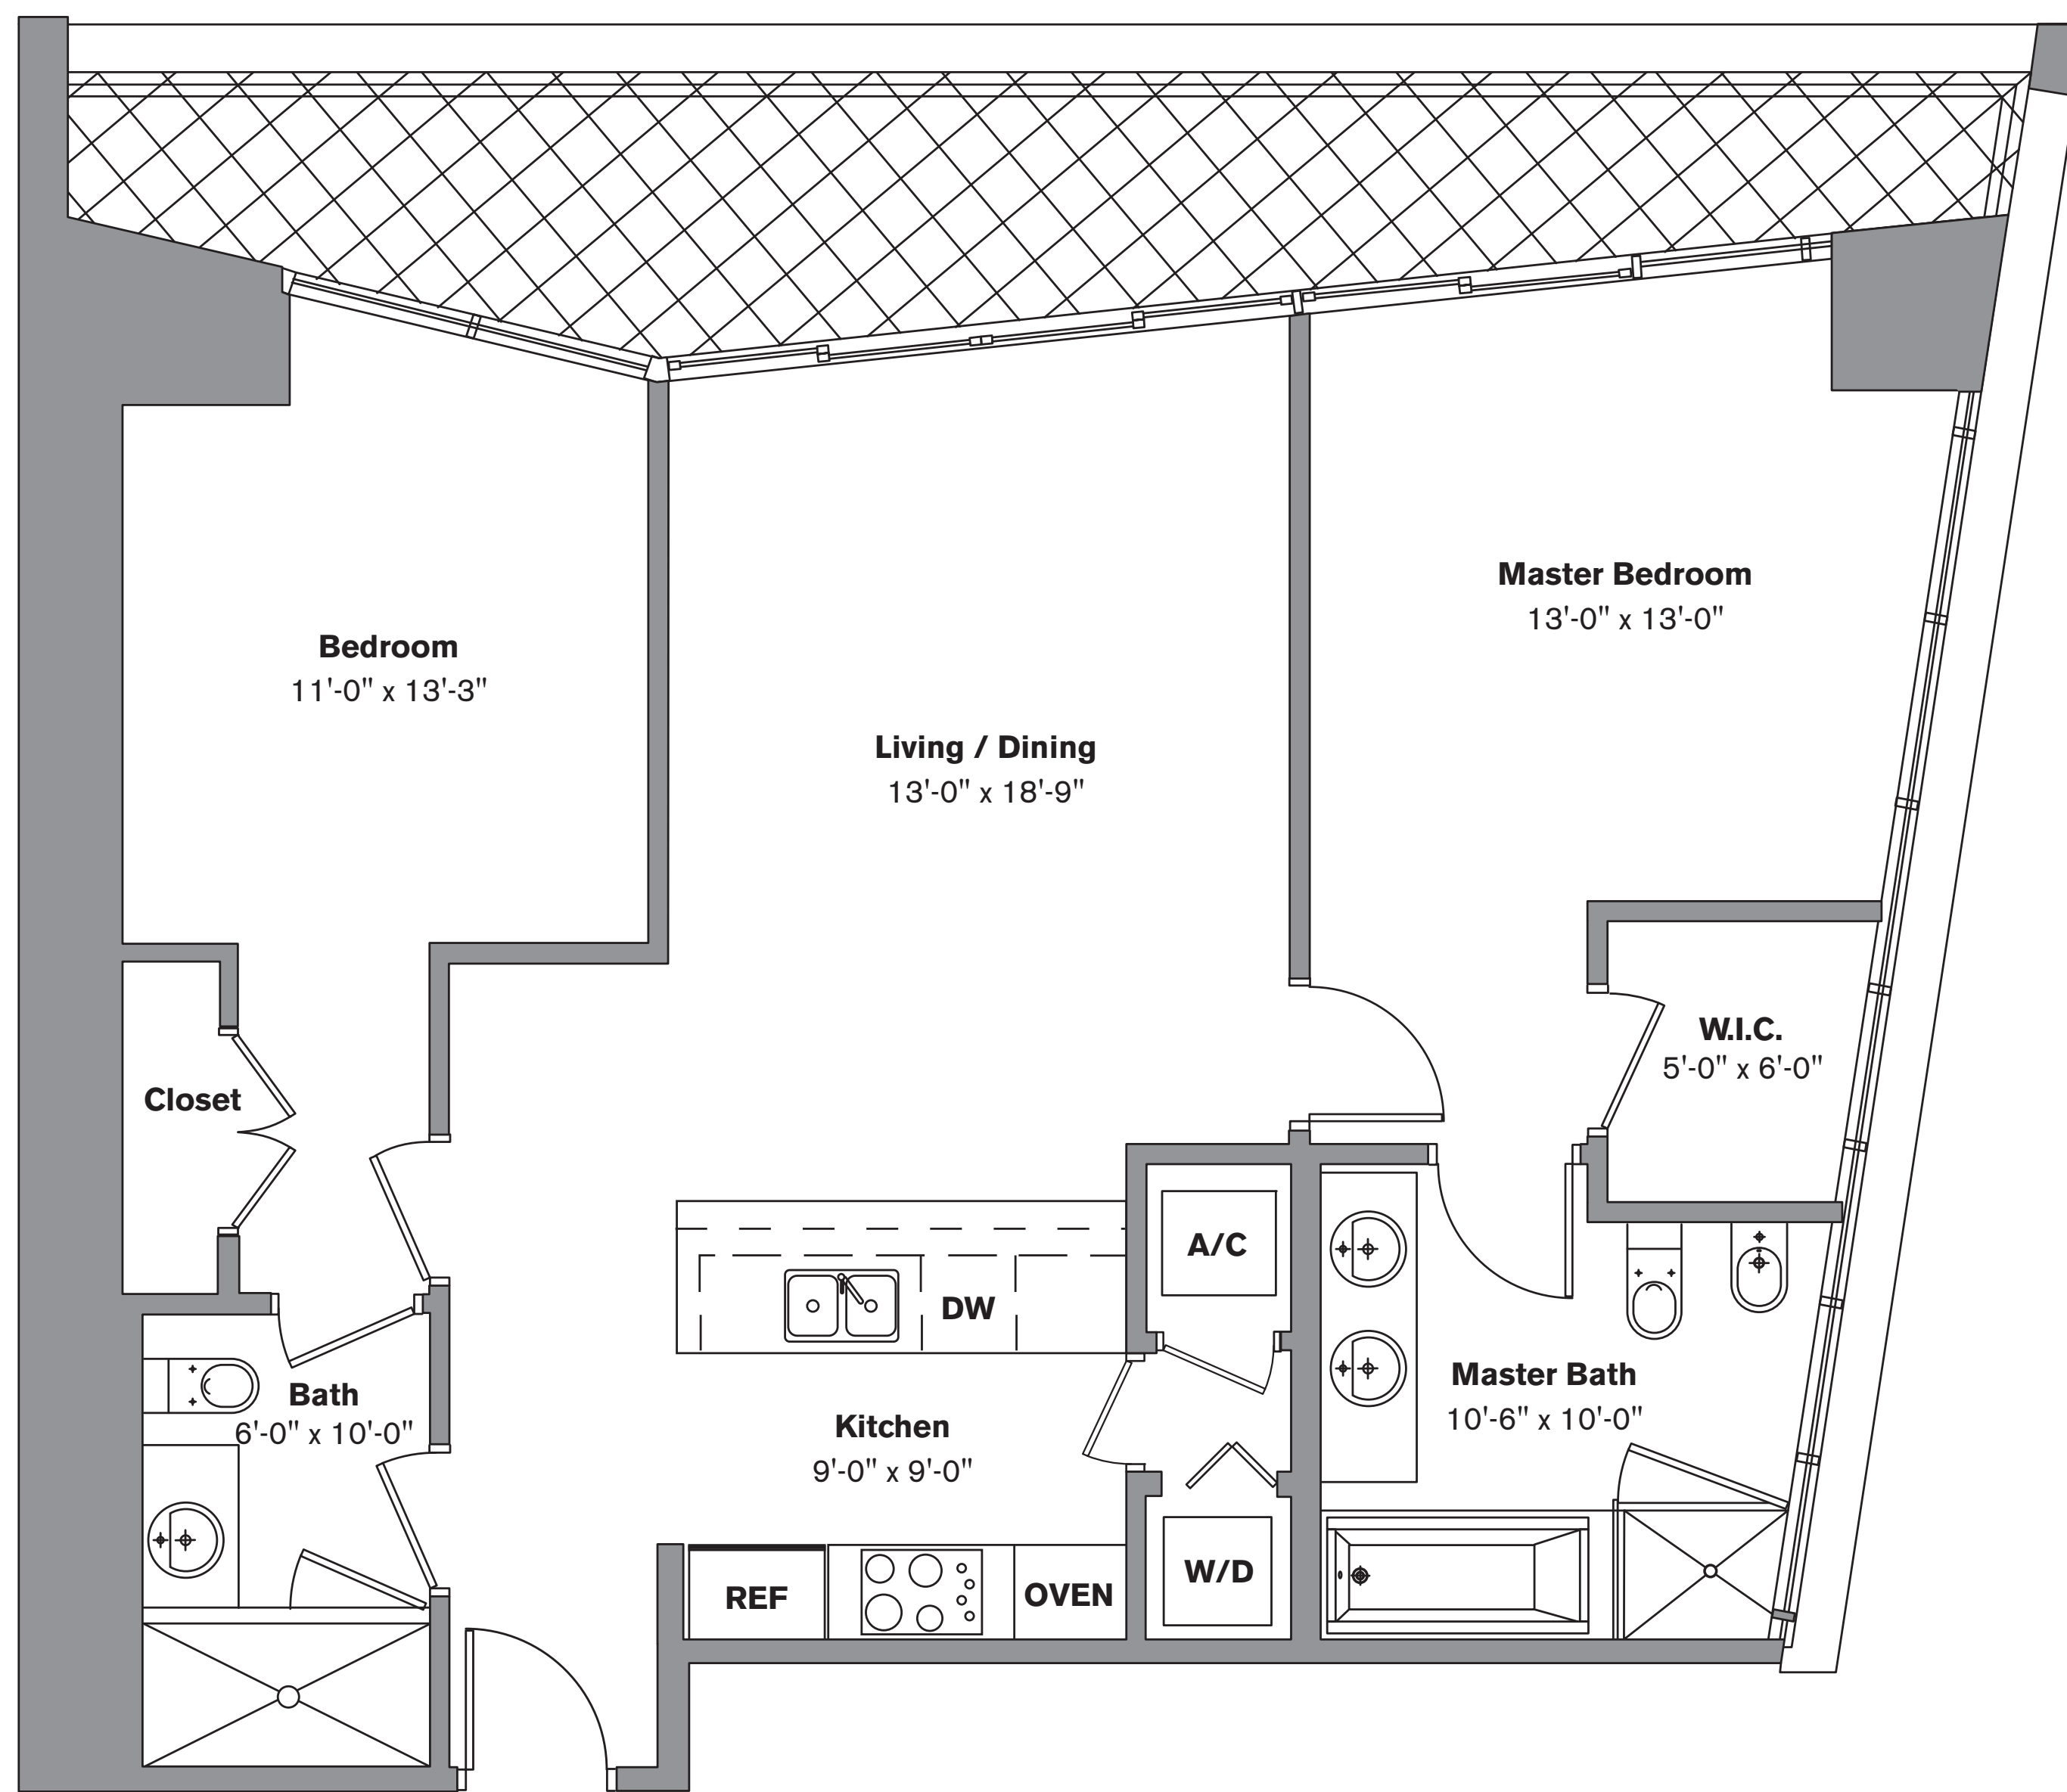 Master Bedroom
13'-0" x 13'-0"
Bedroom
11'-0" x 13'-3"
Living / Dining
13'-0" x 18'-9"
W.I.C.
5'-0" x 6'-0"
Closet
A/C
DW
Master Bath
10'-6" x 10'-0"
Bath
6'-0" x 10'-0"
Kitchen
9'-0" x 9'-0"
REF
OVEN
W/D